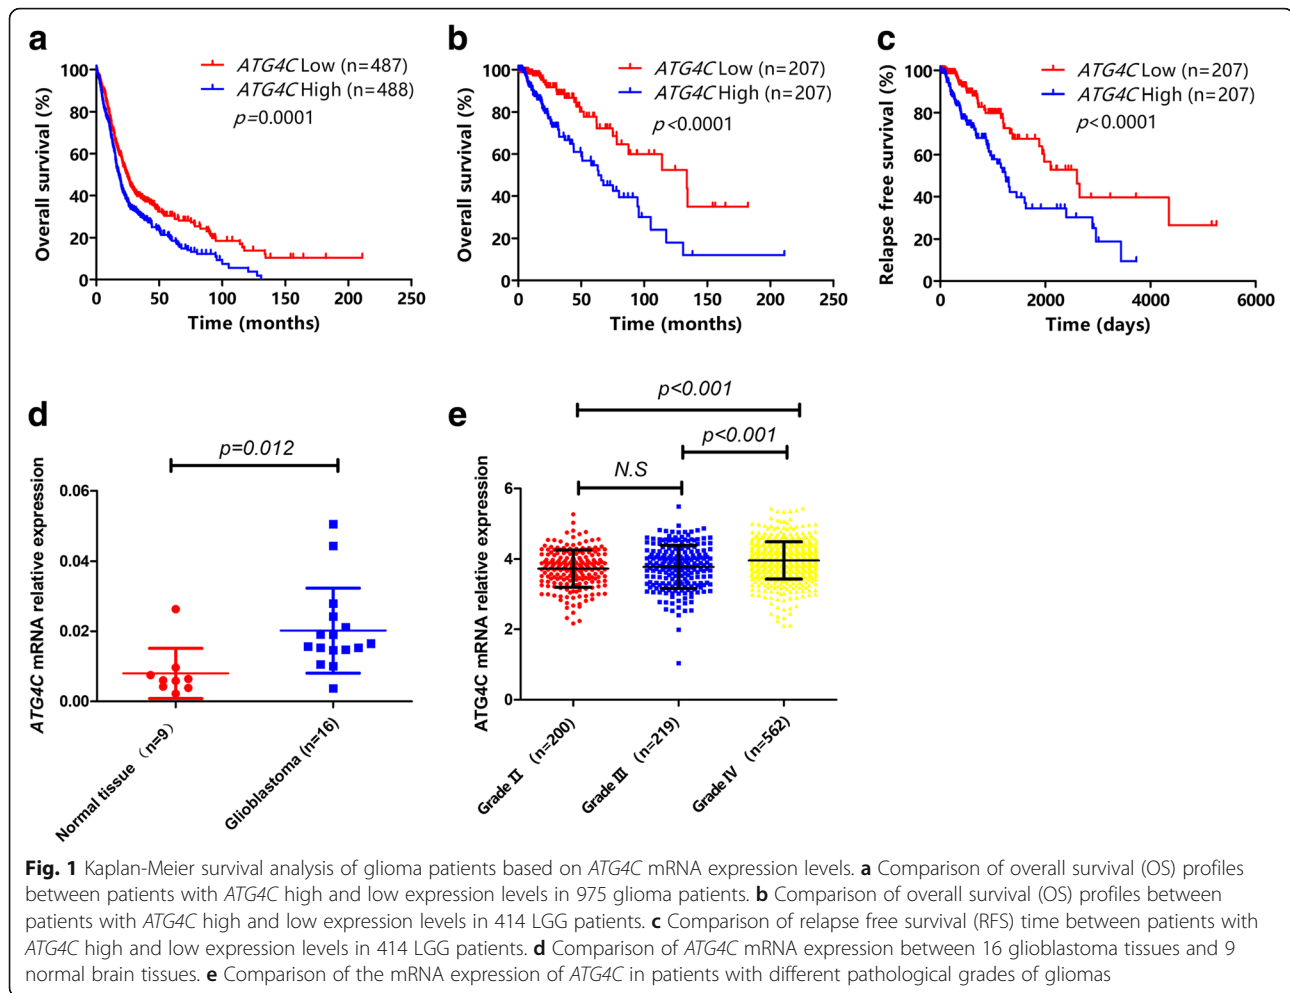 a
ATG4C Low (n=487)
ATG4C High (n=488)
p=0.0001
Overall survival (%)
100
80
60
40
20
0
0 50 100 150 200 250
Time (months)
b
ATG4C Low (n=207)
ATG4C High (n=207)
p<0.0001
Overall survival (%)
100
80
60
40
20
0
0 50 100 150 200 250
Time (months)
c
ATG4C Low (n=207)
ATG4C High (n=207)
p<0.0001
Relapse free survival (%)
100
80
60
40
20
0
0 2000 4000 6000
Time (days)
d
p=0.012
ATG4C mRNA relative expression
0.06
0.04
0.02
0.00
Normal tissue （n=9）
Glioblastoma (n=16)
e
p<0.001
p<0.001
N.S
ATG4C mRNA relative expression
6
4
2
0
Grade Ⅱ (n=200)
Grade Ⅲ (n=219)
Grade Ⅳ (n=562)
Fig. 1 Kaplan-Meier survival analysis of glioma patients based on ATG4C mRNA expression levels. a Comparison of overall survival (OS) profiles
between patients with ATG4C high and low expression levels in 975 glioma patients. b Comparison of overall survival (OS) profiles between
patients with ATG4C high and low expression levels in 414 LGG patients. c Comparison of relapse free survival (RFS) time between patients with
ATG4C high and low expression levels in 414 LGG patients. d Comparison of ATG4C mRNA expression between 16 glioblastoma tissues and 9
normal brain tissues. e Comparison of the mRNA expression of ATG4C in patients with different pathological grades of gliomas